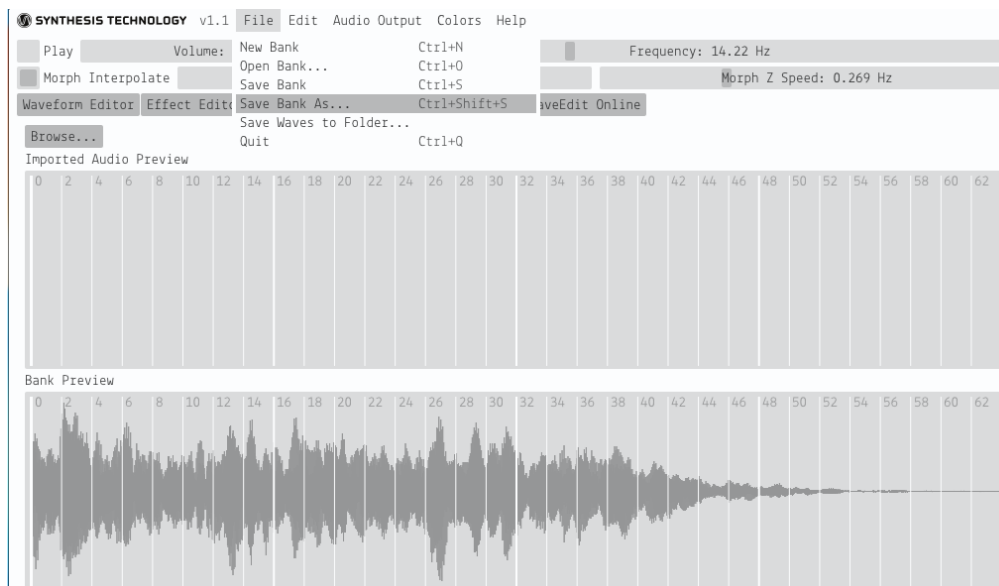 SYNTHESIS TECHNOLOGY v1.1 File Edit Audio Output Colors Help
Play Volume: Frequency: 14.22 Hz
Morph Interpolate Morph Z Speed: 0.269 Hz
Waveform Editor Effect Edito aveEdit Online
New Bank Ctrl+N
Open Bank... Ctrl+O
Save Bank Ctrl+S
Save Bank As... Ctrl+Shift+S
Save Waves to Folder...
Quit Ctrl+Q
Browse...
Imported Audio Preview
0 2 4 6 8 10 12 14 16 18 20 22 24 26 28 30 32 34 36 38 40 42 44 46 48 50 52 54 56 58 60 62
Bank Preview
0 2 4 6 8 10 12 14 16 18 20 22 24 26 28 30 32 34 36 38 40 42 44 46 48 50 52 54 56 58 60 62